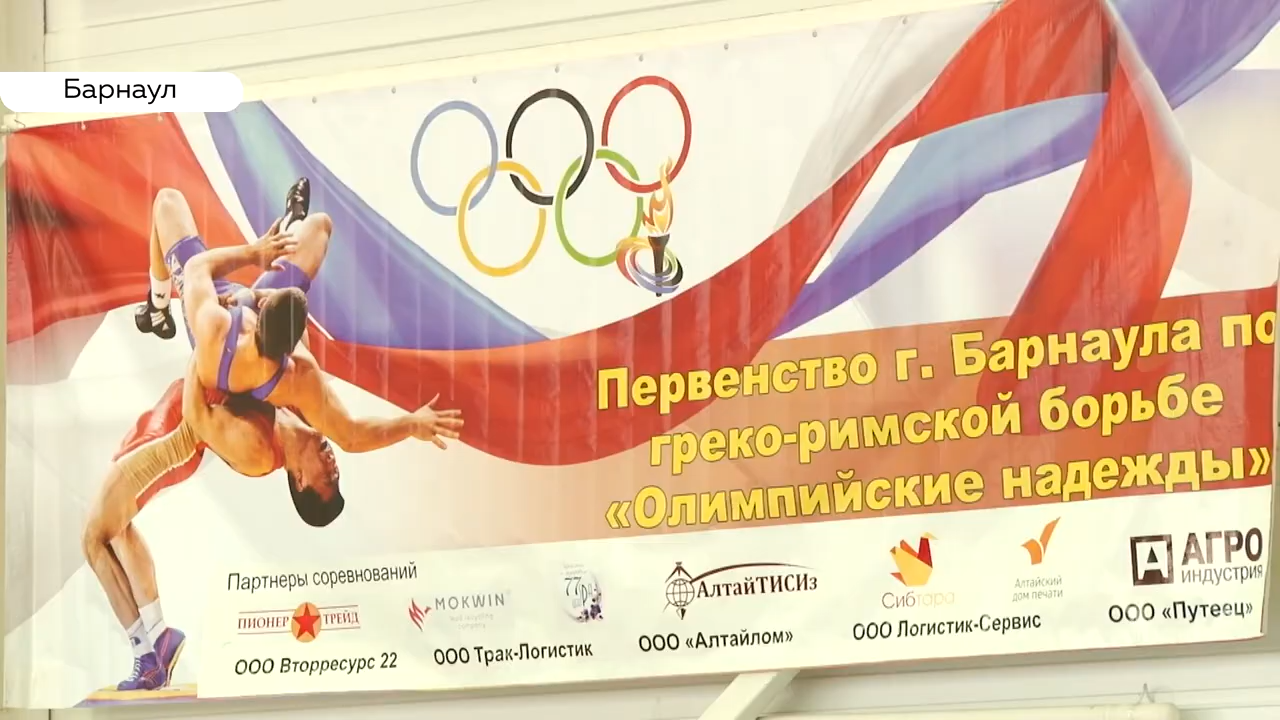 Барнаул
Первенство г. Барнаула по
греко-римской борьбе
«Олимпийские надежды»
Партнеры соревнований
ПИОНЕР ТРЕЙД
MOKWIN
77
АлтайТИСИз
Сибтара
Алтайский
дом печати
АГРО
индустрия
ООО Вторресурс 22
ООО Трак-Логистик
ООО «Алтайлом»
ООО Логистик-Сервис
ООО «Путеец»